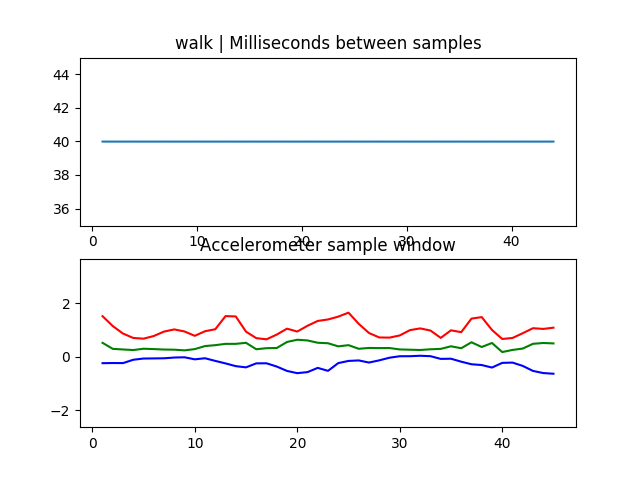 walk | Milliseconds between samples
44
42
40
38
36
0 10 20 30 40
Accelerometer sample window
2
0
−2
0 10 20 30 40